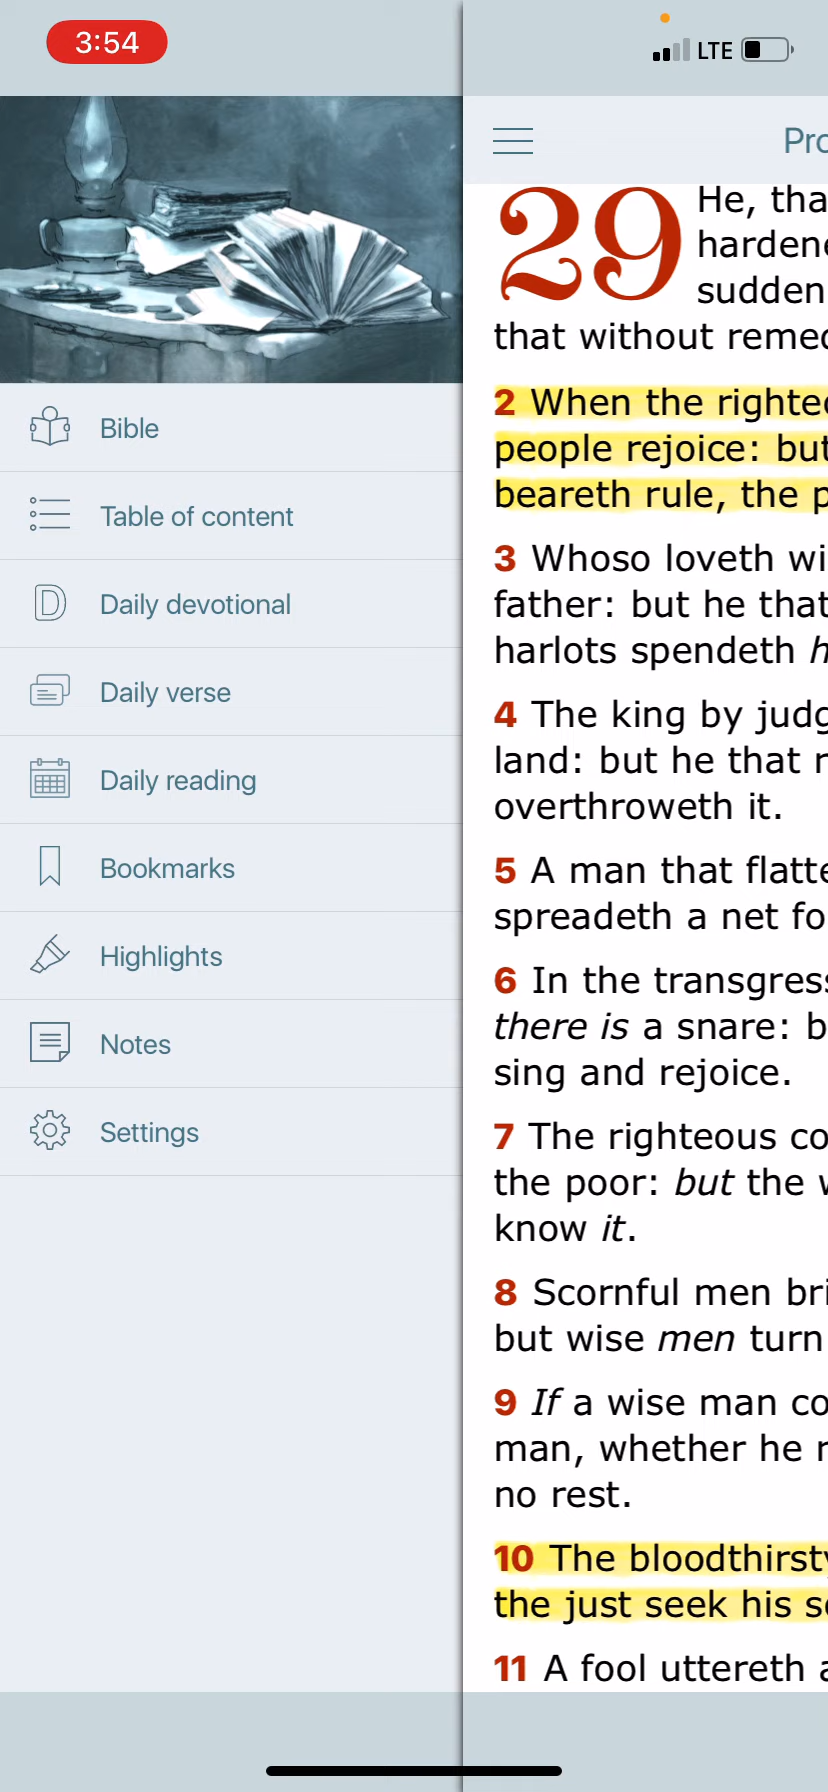 3:54
LTE
Bible
Table of content
Daily devotional
Daily verse
Daily reading
Bookmarks
Highlights
Notes
Settings
Pro
29 He, tha
hardene
sudden
that without remed
2 When the righteo
people rejoice: but
beareth rule, the p
3 Whoso loveth wi
father: but he that
harlots spendeth h
4 The king by judg
land: but he that r
overthroweth it.
5 A man that flatte
spreadeth a net fo
6 In the transgress
there is a snare: b
sing and rejoice.
7 The righteous co
the poor: but the w
know it.
8 Scornful men bri
but wise men turn
9 If a wise man co
man, whether he r
no rest.
10 The bloodthirsty
the just seek his so
11 A fool uttereth a